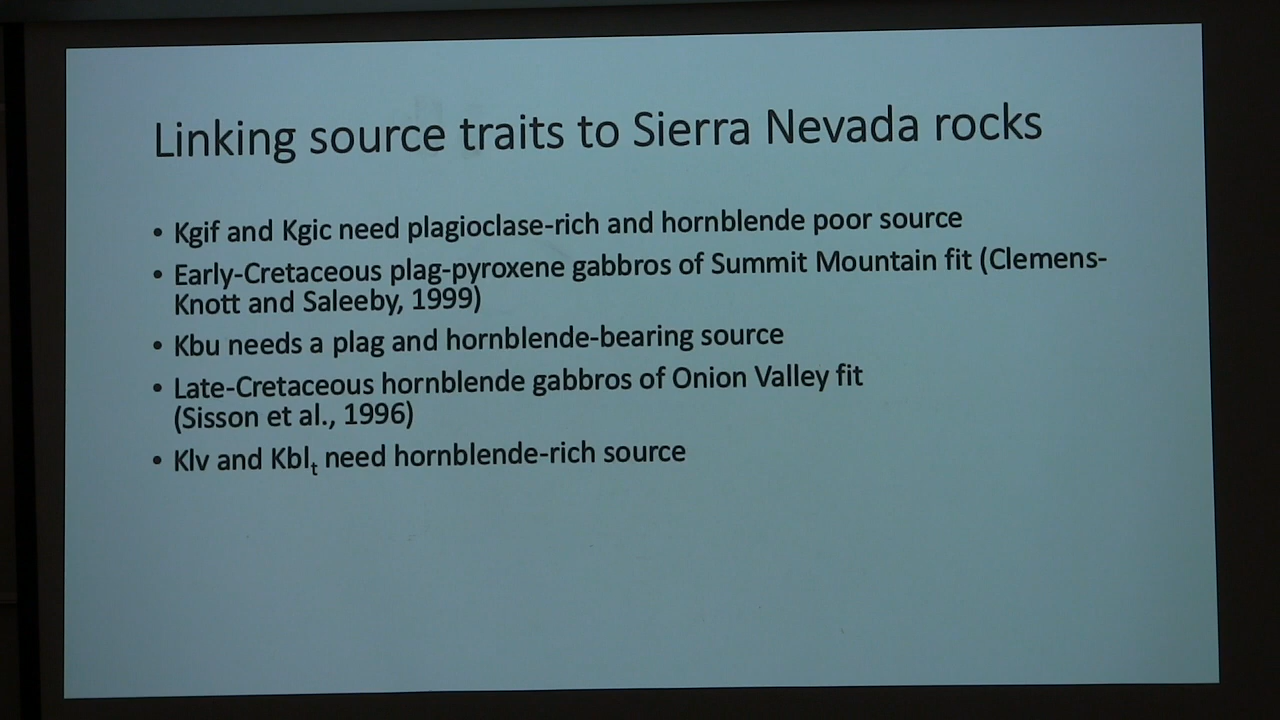 Linking source traits to Sierra Nevada rocks
• Kgif and Kgic need plagioclase-rich and hornblende poor source
• Early-Cretaceous plag-pyroxene gabbros of Summit Mountain fit (Clemens-
Knott and Saleeby, 1999)
• Kbu needs a plag and hornblende-bearing source
• Late-Cretaceous hornblende gabbros of Onion Valley fit
(Sisson et al., 1996)
• Klv and Kblt need hornblende-rich source